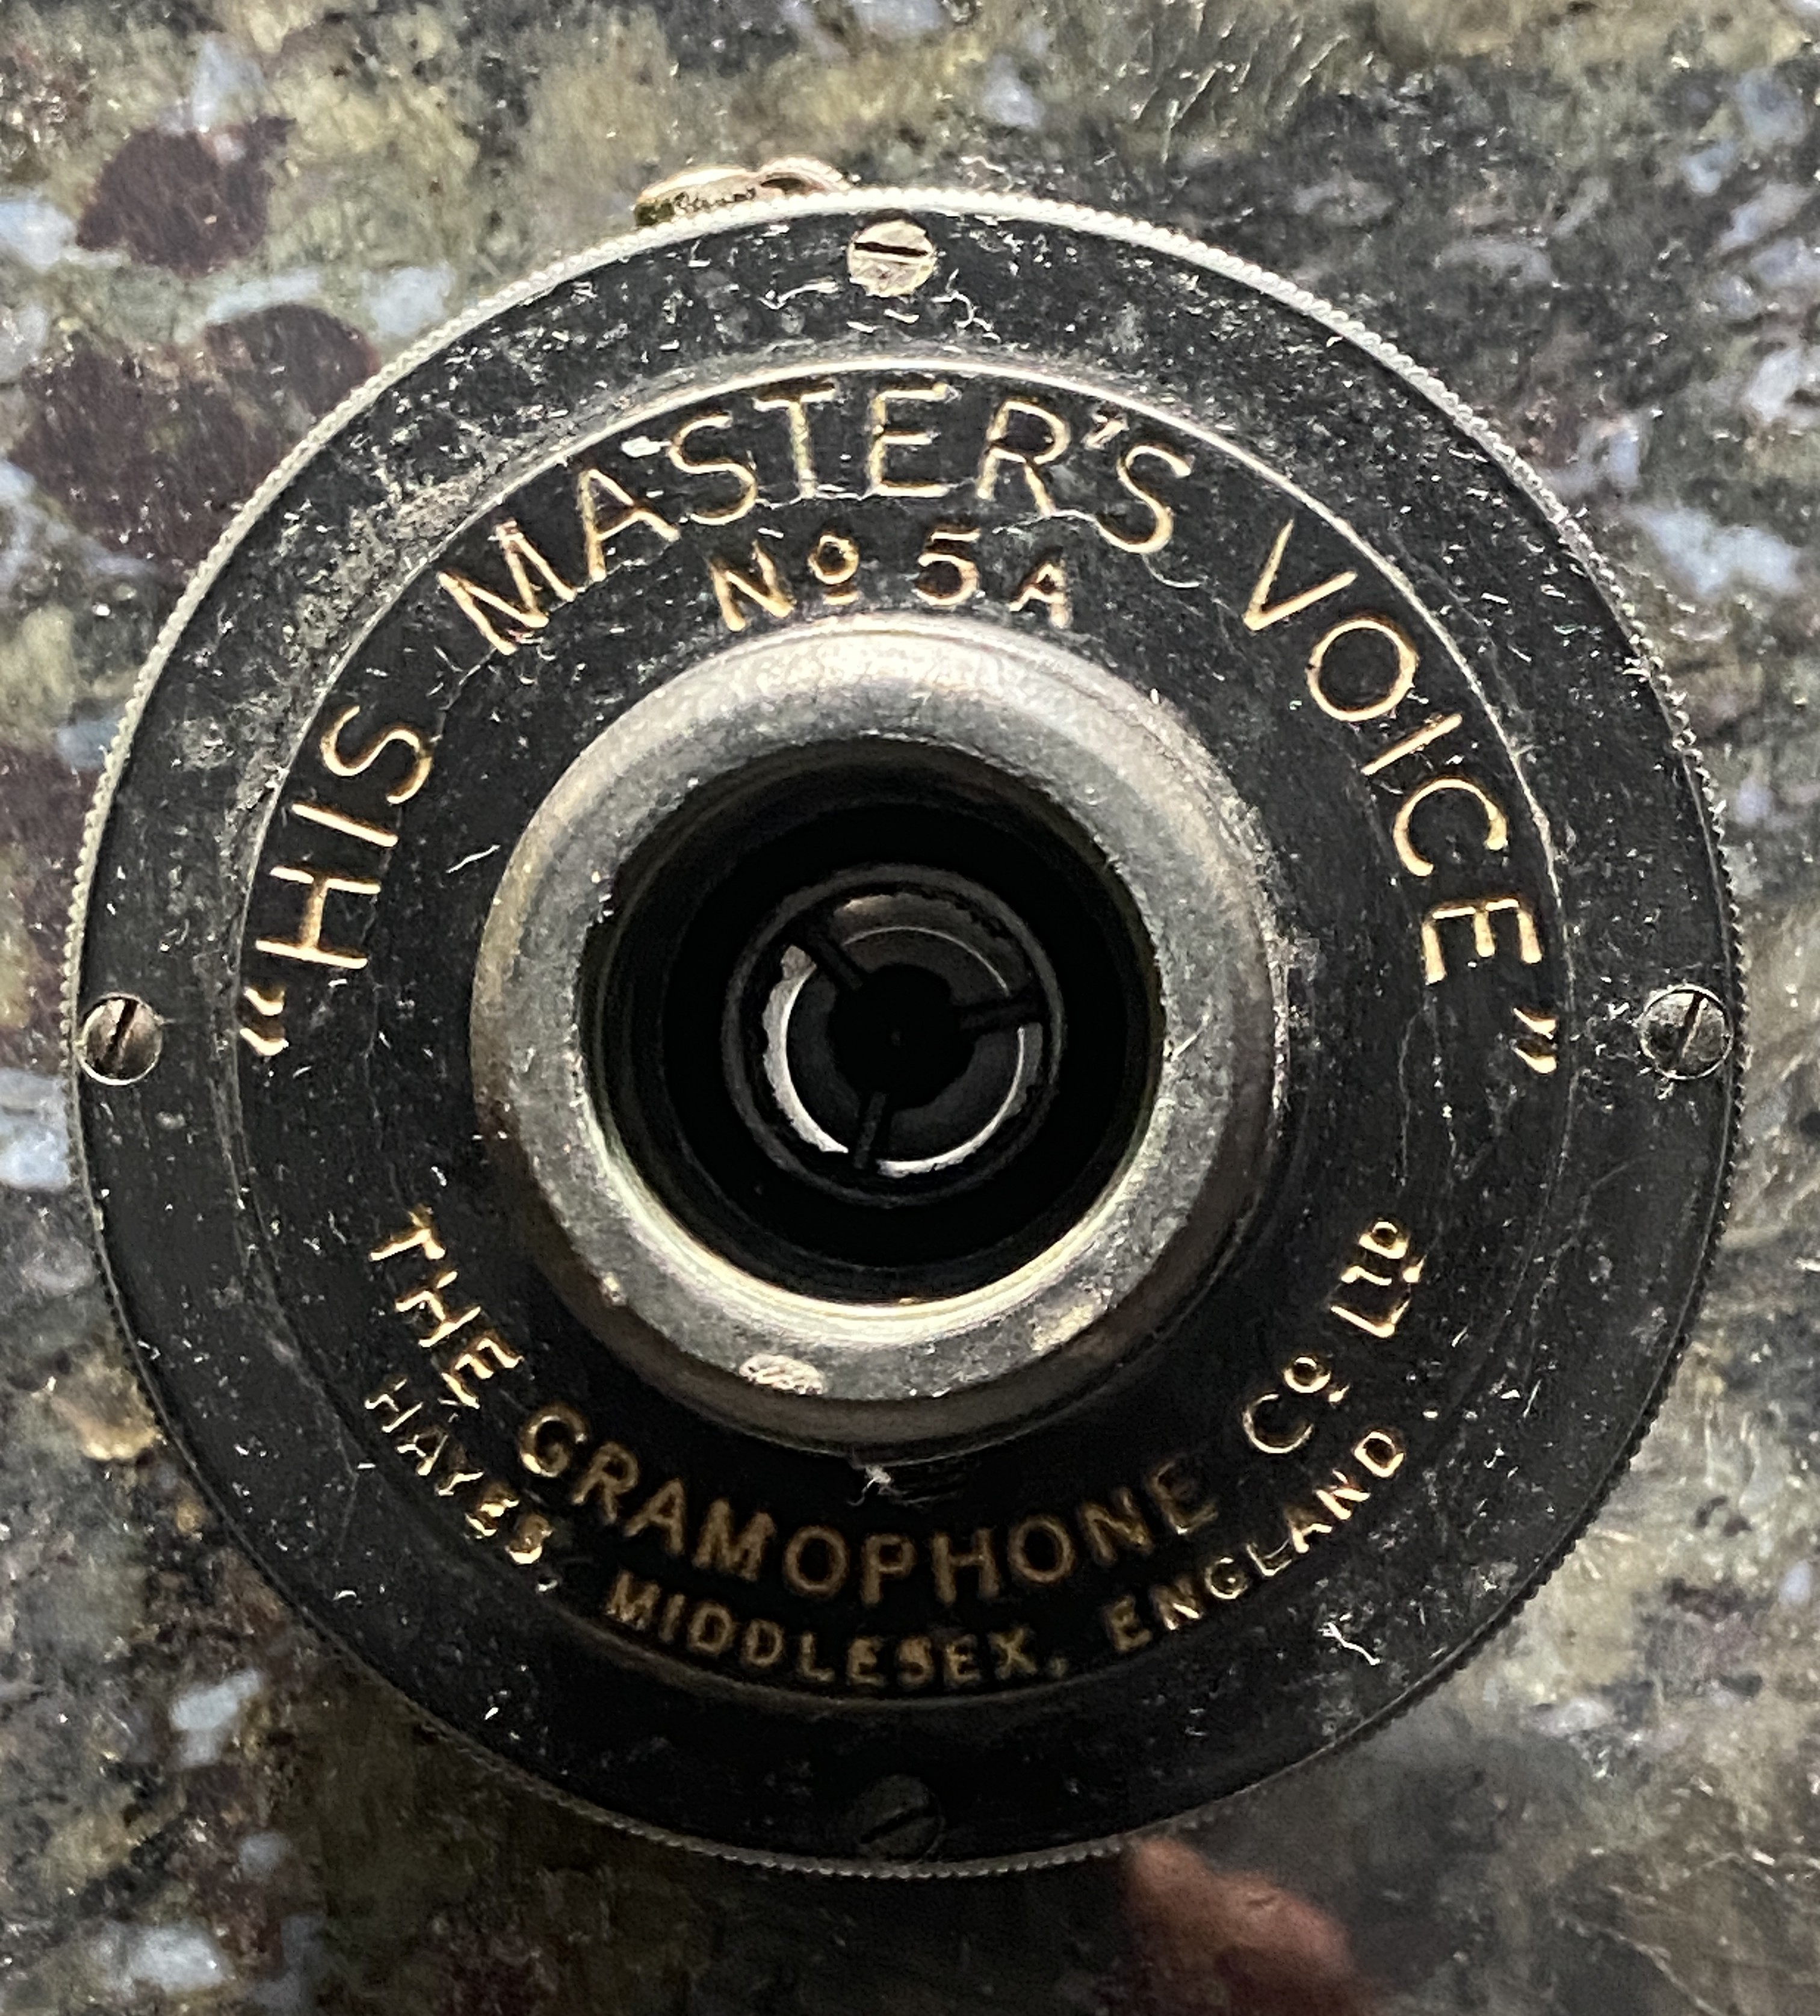 “HIS MASTER'S VOICE”
Nº 5A
THE GRAMOPHONE Cº Lᵀᴰ
HAYES, MIDDLESEX, ENGLAND